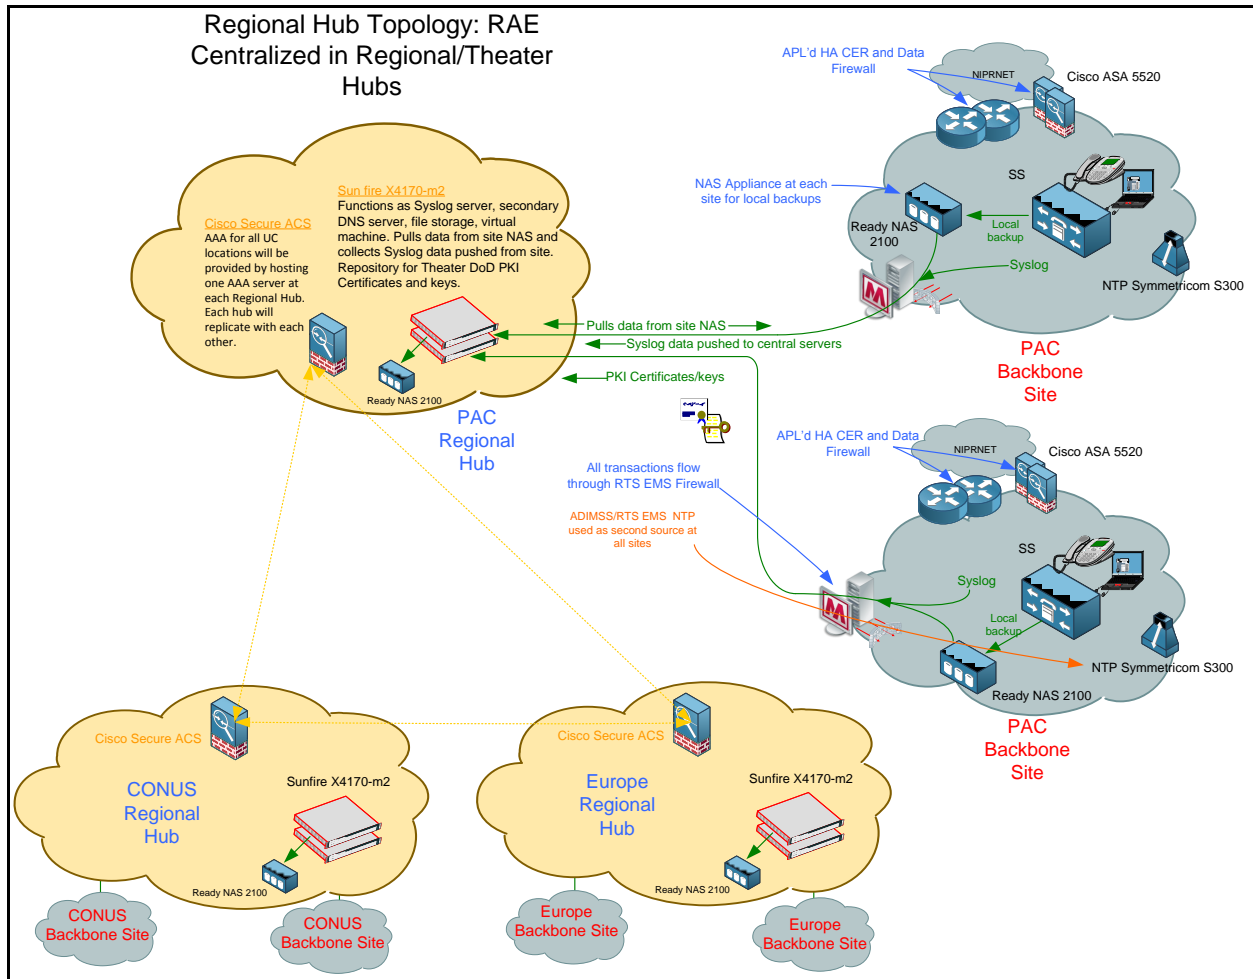 Regional Hub Topology: RAE
Centralized in Regional/Theater
Hubs
Cisco Secure ACS
AAA for all UC
locations will be
provided by hosting
one AAA server at
each Regional Hub.
Each hub will
replicate with each
other.
Sun fire X4170-m2
Functions as Syslog server, secondary
DNS server, file storage, virtual
machine. Pulls data from site NAS and
collects Syslog data pushed from site.
Repository for Theater DoD PKI
Certificates and keys.
Ready NAS 2100
PAC
Regional
Hub
Pulls data from site NAS
Syslog data pushed to central servers
PKI Certificates/keys
APL'd HA CER and Data
Firewall
NIPRNET
Cisco ASA 5520
SS
NAS Appliance at each
site for local backups
Ready NAS
2100
Local
backup
Syslog
NTP Symmetricom S300
PAC
Backbone
Site
All transactions flow
through RTS EMS Firewall
ADIMSS/RTS EMS NTP
used as second source at
all sites
APL'd HA CER and Data
Firewall
NIPRNET
Cisco ASA 5520
SS
Syslog
Local
backup
NTP Symmetricom S300
Ready NAS 2100
PAC
Backbone
Site
Cisco Secure ACS
CONUS
Regional
Hub
Sunfire X4170-m2
Ready NAS 2100
CONUS
Backbone Site
CONUS
Backbone Site
Cisco Secure ACS
Europe
Regional
Hub
Sunfire X4170-m2
Ready NAS 2100
Europe
Backbone Site
Europe
Backbone Site